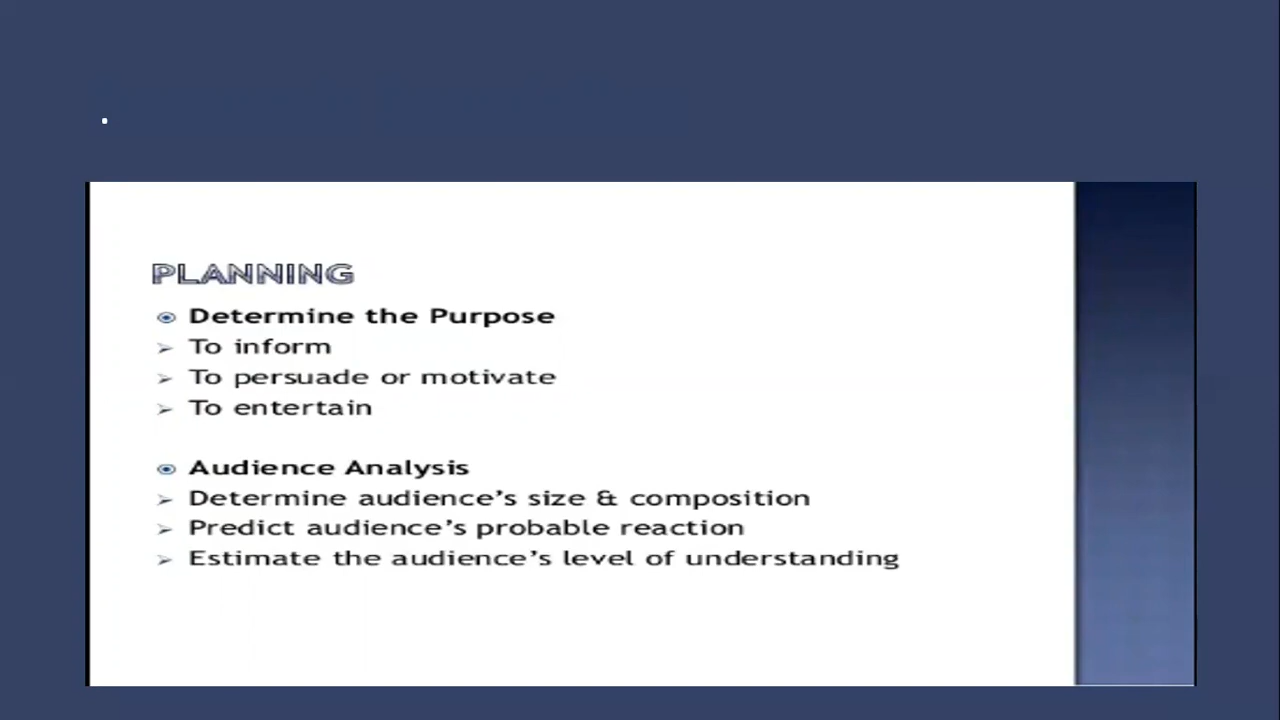 .
PLANNING
Determine the Purpose
To inform
To persuade or motivate
To entertain
Audience Analysis
Determine audience’s size & composition
Predict audience’s probable reaction
Estimate the audience’s level of understanding